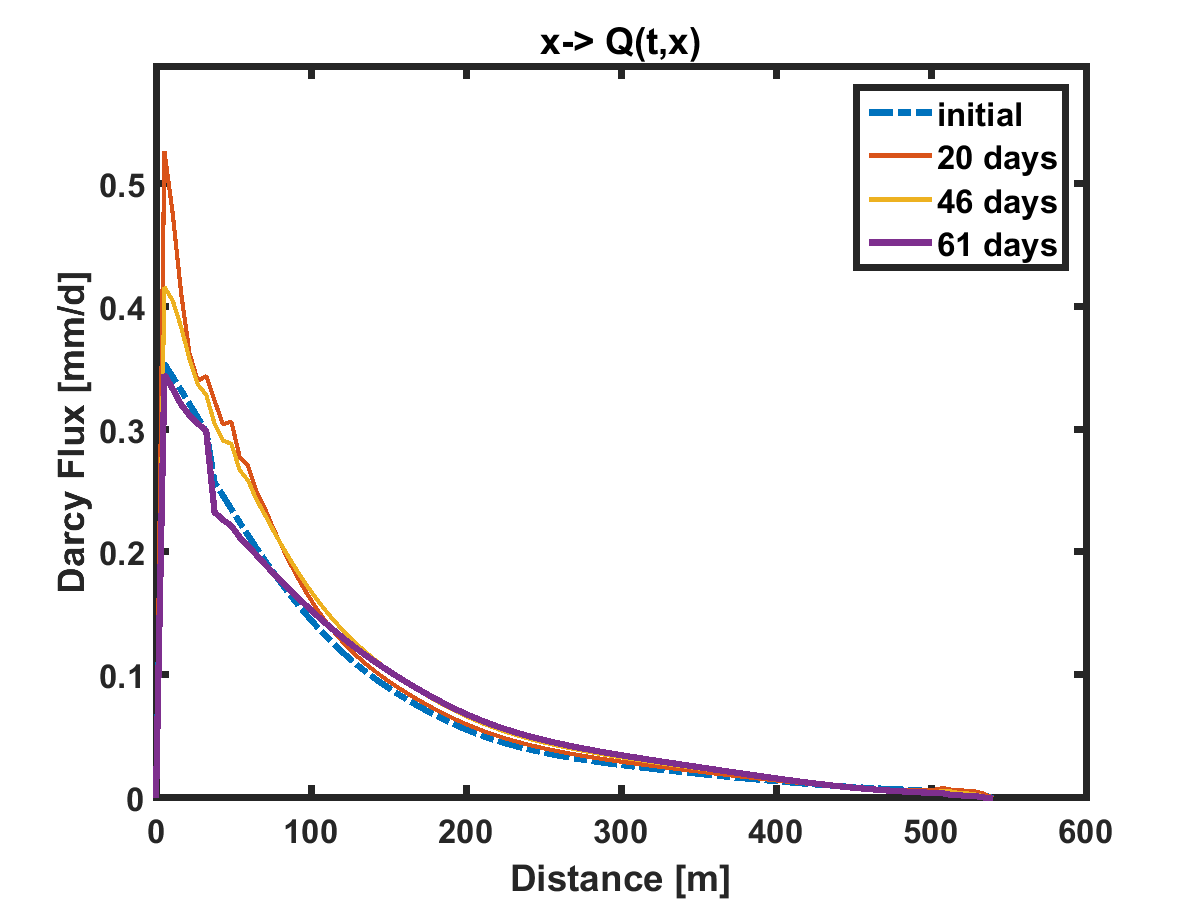 x-> Q(t,x)
initial
20 days
46 days
61 days
Darcy Flux [mm/d]
0.5
0.4
0.3
0.2
0.1
0
0 100 200 300 400 500 600
Distance [m]